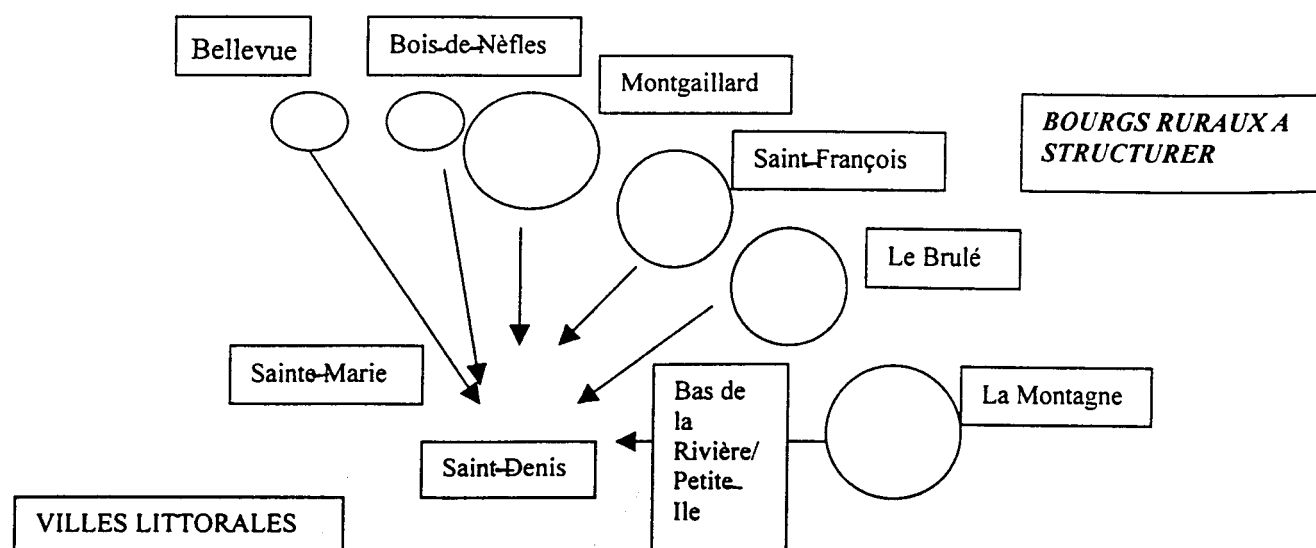 Bellevue
Bois-de-Nèfles
Montgaillard
BOURGS RURAUX A
STRUCTURER
Saint-François
Le Brulé
Sainte-Marie
Bas de
la
Rivière/
Petite-
Ile
La Montagne
Saint-Denis
VILLES LITTORALES